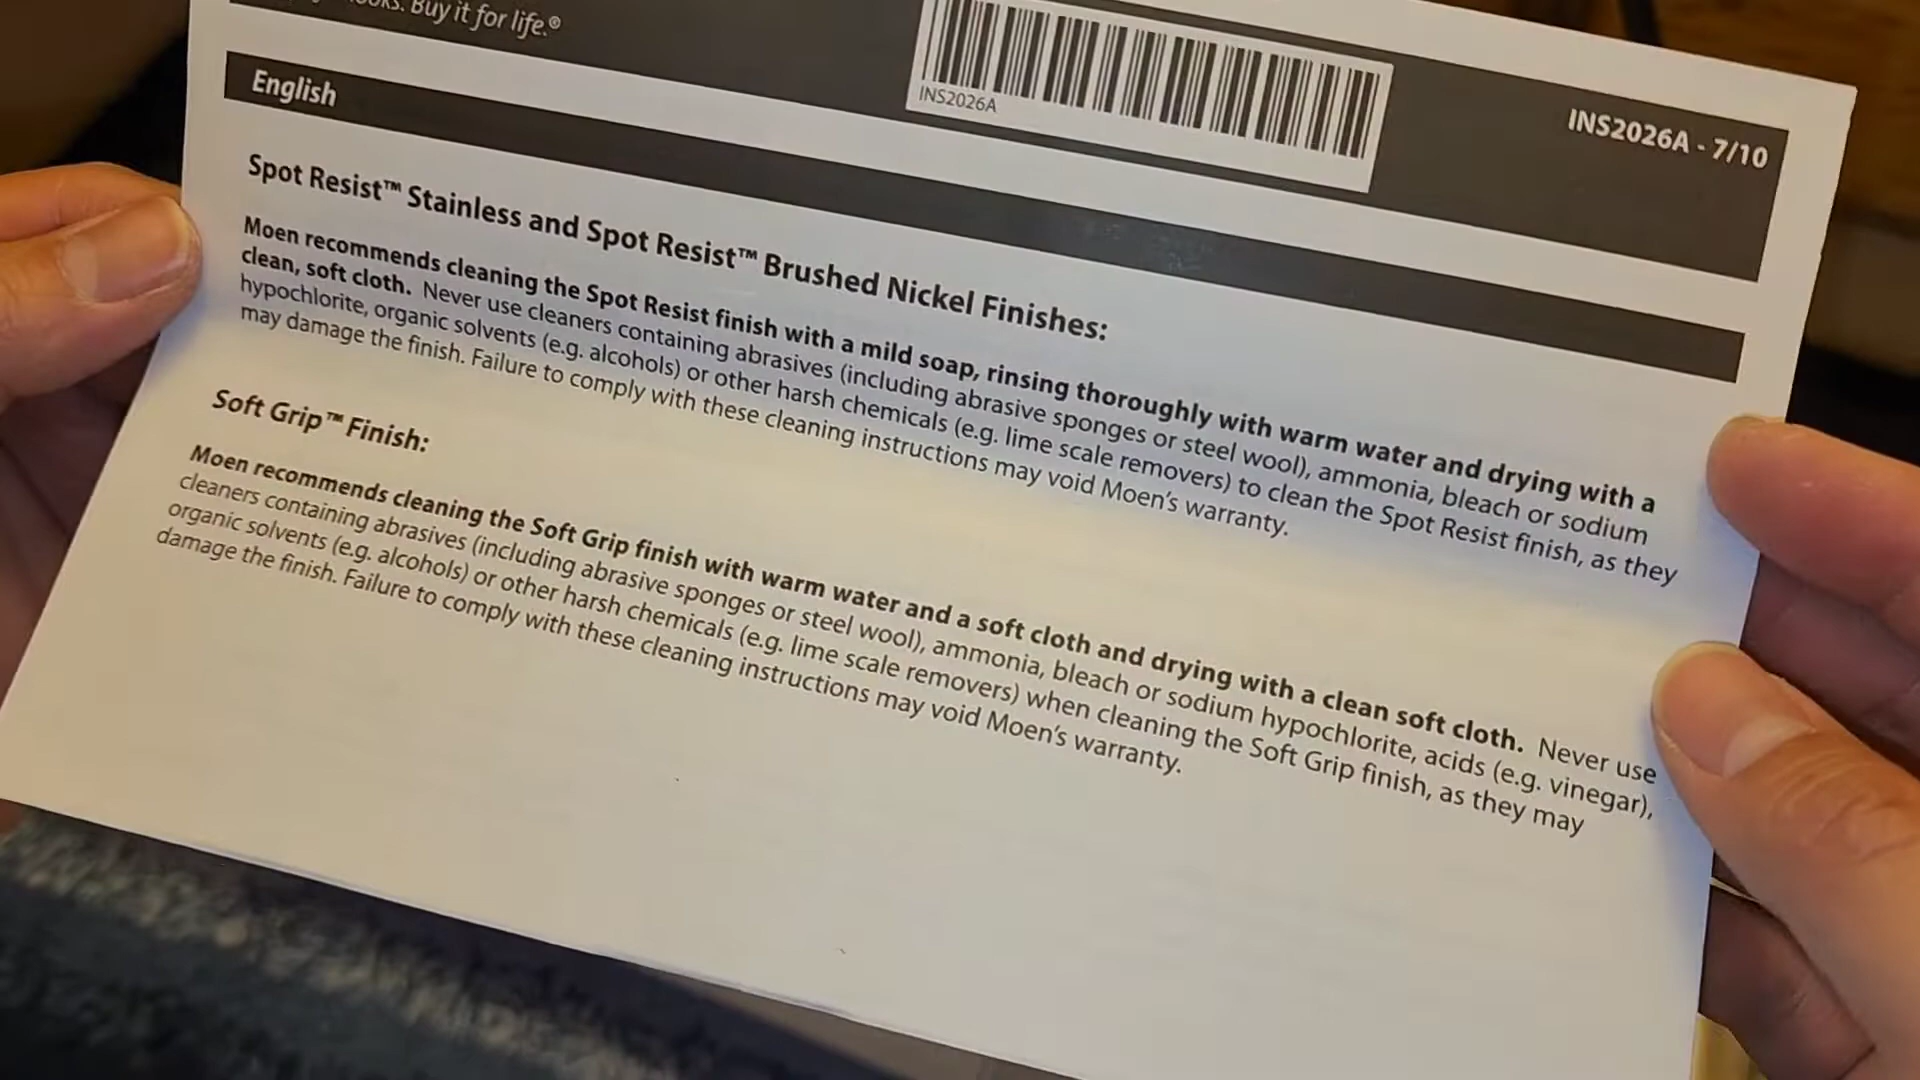 Buy it for life.®
INS2026A
INS2026A - 7/10
English
Spot Resist™ Stainless and Spot Resist™ Brushed Nickel Finishes:
Moen recommends cleaning the Spot Resist finish with a mild soap, rinsing thoroughly with warm water and drying with a
clean, soft cloth. Never use cleaners containing abrasives (including abrasive sponges or steel wool), ammonia, bleach or sodium
hypochlorite, organic solvents (e.g. alcohols) or other harsh chemicals (e.g. lime scale removers) to clean the Spot Resist finish, as they
may damage the finish. Failure to comply with these cleaning instructions may void Moen's warranty.
Soft Grip™ Finish:
Moen recommends cleaning the Soft Grip finish with warm water and a soft cloth and drying with a clean soft cloth. Never use
cleaners containing abrasives (including abrasive sponges or steel wool), ammonia, bleach or sodium hypochlorite, acids (e.g. vinegar),
organic solvents (e.g. alcohols) or other harsh chemicals (e.g. lime scale removers) when cleaning the Soft Grip finish, as they may
damage the finish. Failure to comply with these cleaning instructions may void Moen's warranty.